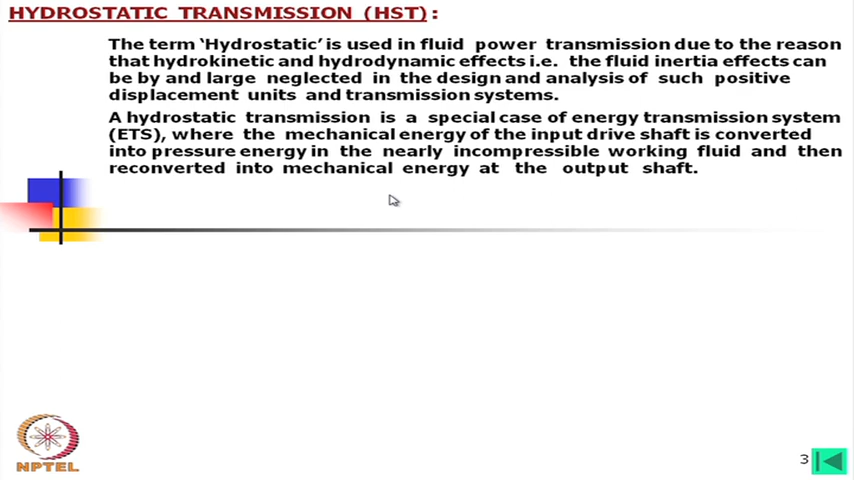 HYDROSTATIC TRANSMISSION (HST) :
The term ‘Hydrostatic’ is used in fluid power transmission due to the reason
that hydrokinetic and hydrodynamic effects i.e. the fluid inertia effects can
be by and large neglected in the design and analysis of such positive
displacement units and transmission systems.
A hydrostatic transmission is a special case of energy transmission system
(ETS), where the mechanical energy of the input drive shaft is converted
into pressure energy in the nearly incompressible working fluid and then
reconverted into mechanical energy at the output shaft.
NPTEL
3